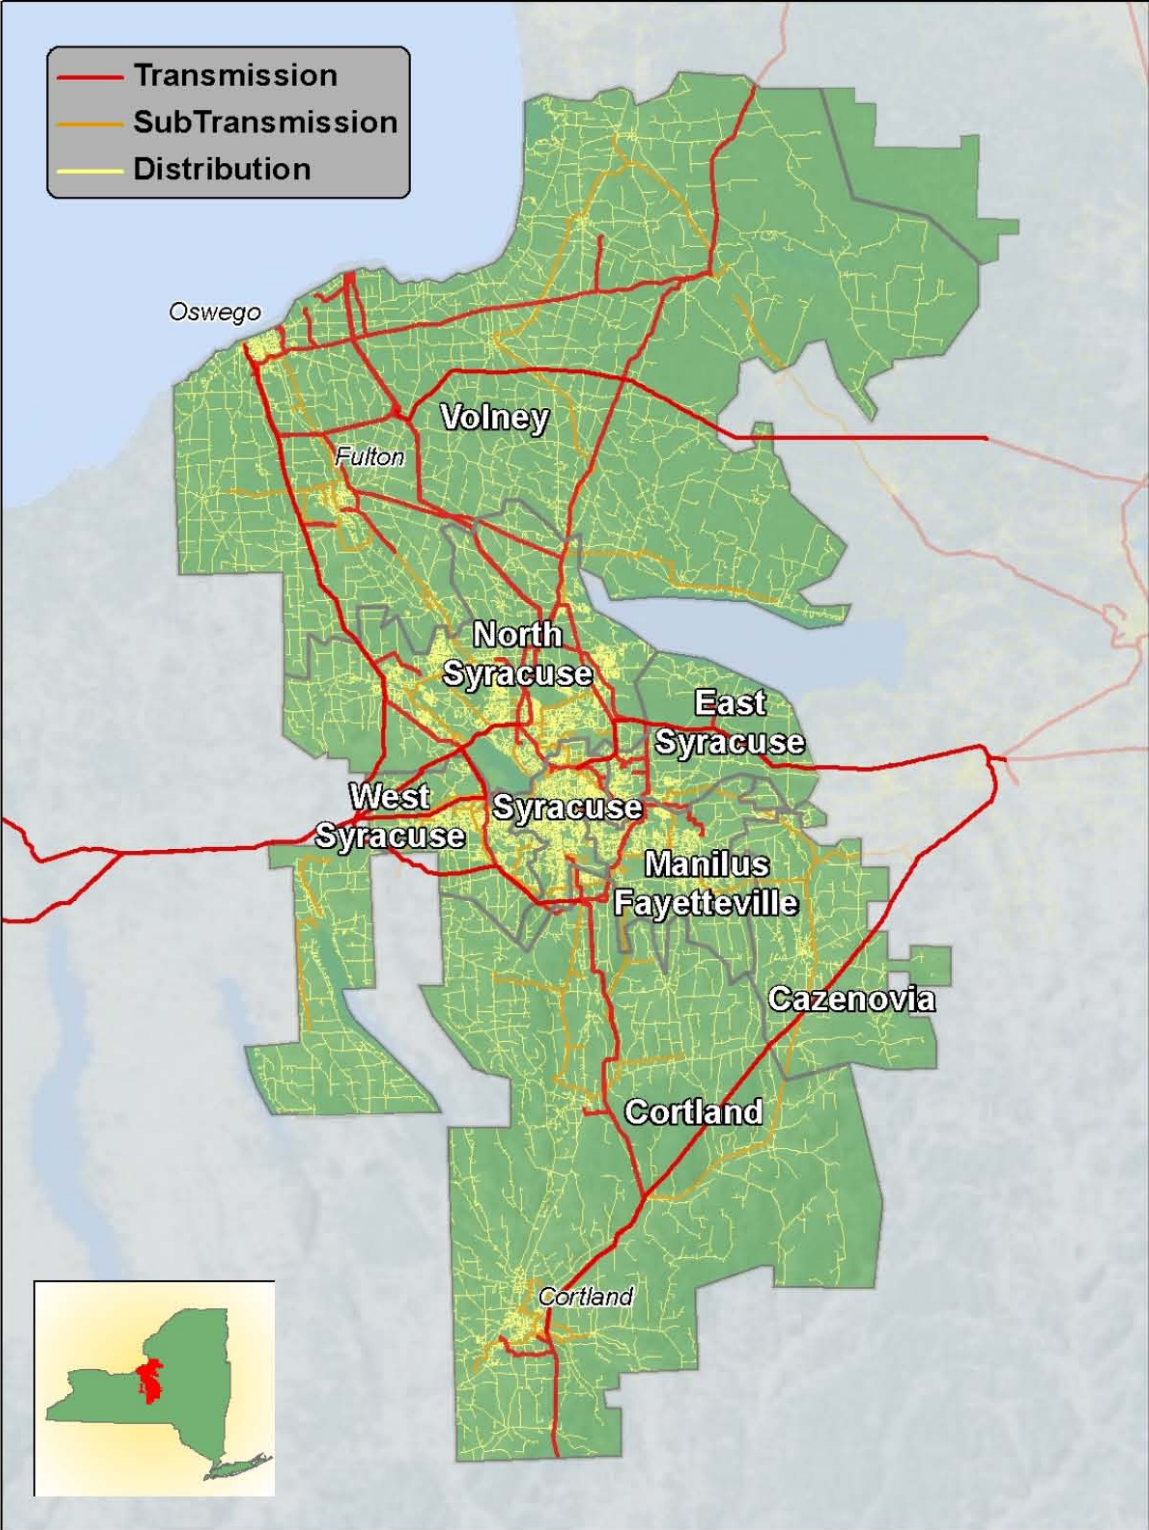 Transmission
SubTransmission
Distribution
Oswego
Volney
Fulton
North
Syracuse
East
Syracuse
West
Syracuse
Syracuse
Manilus
Fayetteville
Cazenovia
Cortland
Cortland